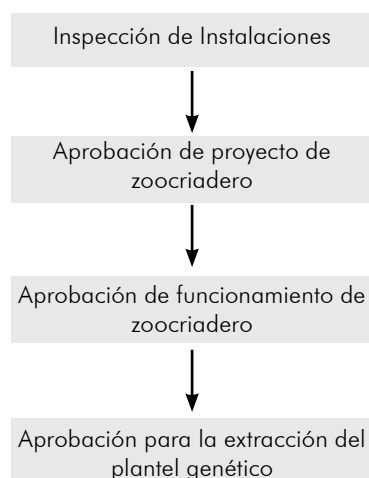 Inspección de Instalaciones
Aprobación de proyecto de
zoocriadero
Aprobación de funcionamiento de
zoocriadero
Aprobación para la extracción del
plantel genético